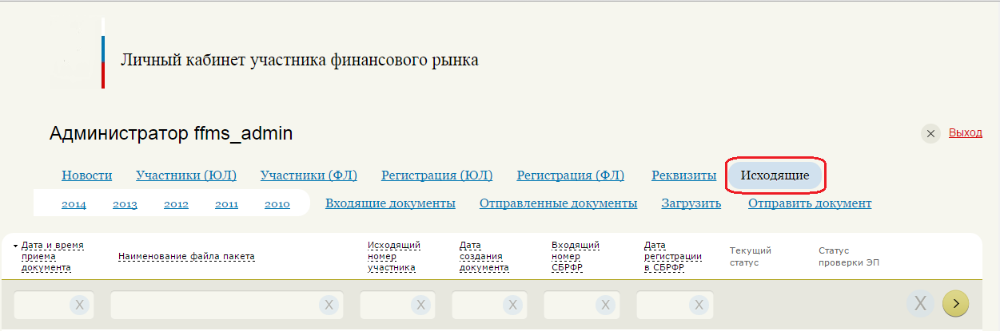 Личный кабинет участника финансового рынка
Администратор ffms_admin
Выход
Новости Участники (ЮЛ) Участники (ФЛ) Регистрация (ЮЛ) Регистрация (ФЛ) Реквизиты Исходящие
2014 2013 2012 2011 2010 Входящие документы Отправленные документы Загрузить Отправить документ
Дата и время
приема
документа
Наименование файла пакета
Исходящий
номер
участника
Дата
создания
документа
Входящий
номер
СБРФР
Дата
регистрации
в СБРФР
Текущий
статус
Статус
проверки ЭП
X X X X X X X